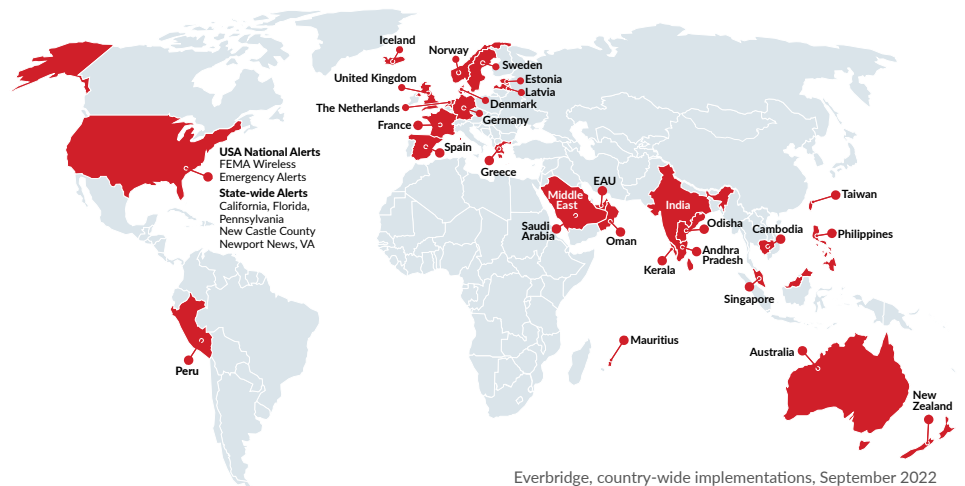 Iceland
Norway
Sweden
United Kingdom
Estonia
Latvia
The Netherlands
Denmark
Germany
France
Spain
Greece
USA National Alerts
FEMA Wireless
Emergency Alerts
State-wide Alerts
California, Florida,
Pennsylvania
New Castle County
Newport News, VA
EAU
Middle
East
India
Taiwan
Saudi
Arabia
Oman
Odisha
Cambodia
Philippines
Andhra
Pradesh
Kerala
Singapore
Mauritius
Peru
Australia
New
Zealand
Everbridge, country-wide implementations, September 2022